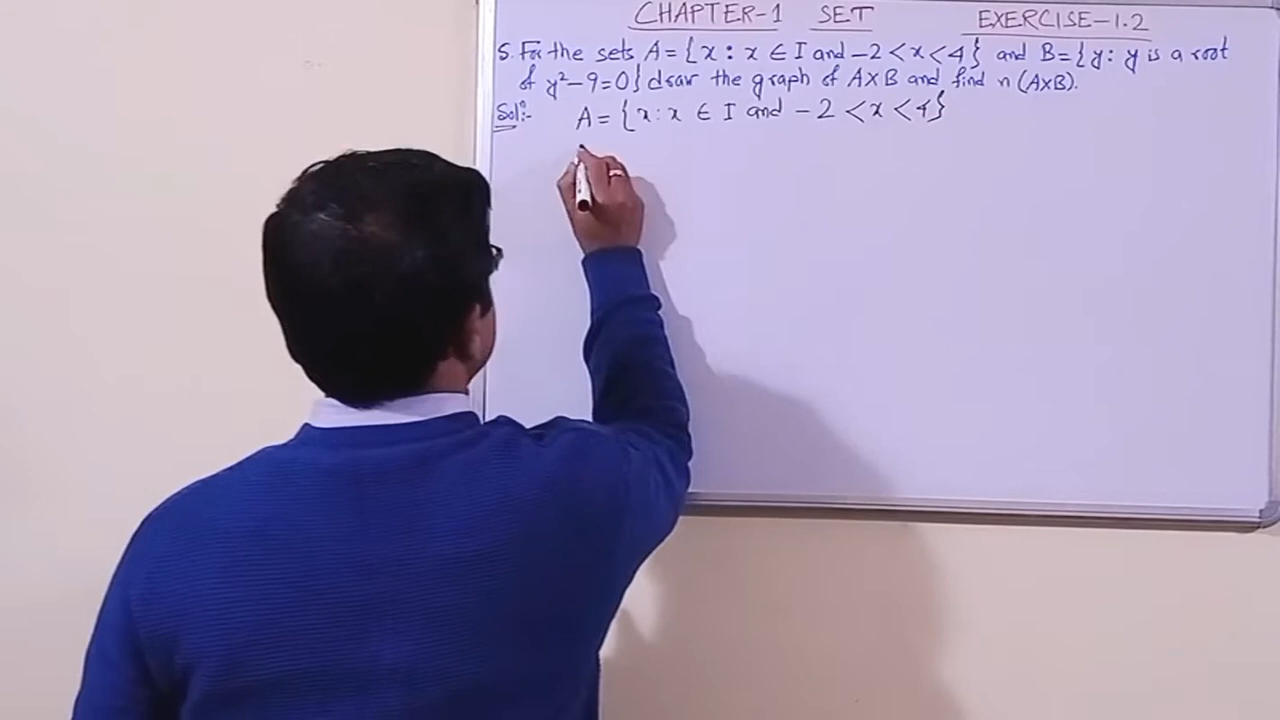 CHAPTER-1 SET EXERCISE-1.2
5. For the sets A = {x : x ∈ I and -2 < x < 4} and B = {y : y is a root
of y²-9=0} draw the graph of A×B and find n(A×B).
Sol:- A = {x : x ∈ I and -2 < x < 4}